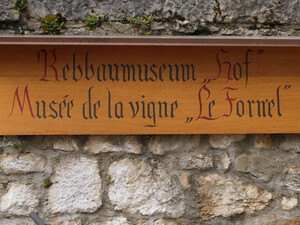 Rebbaumuseum „Hof"
Musée de la vigne „Le Fornel"